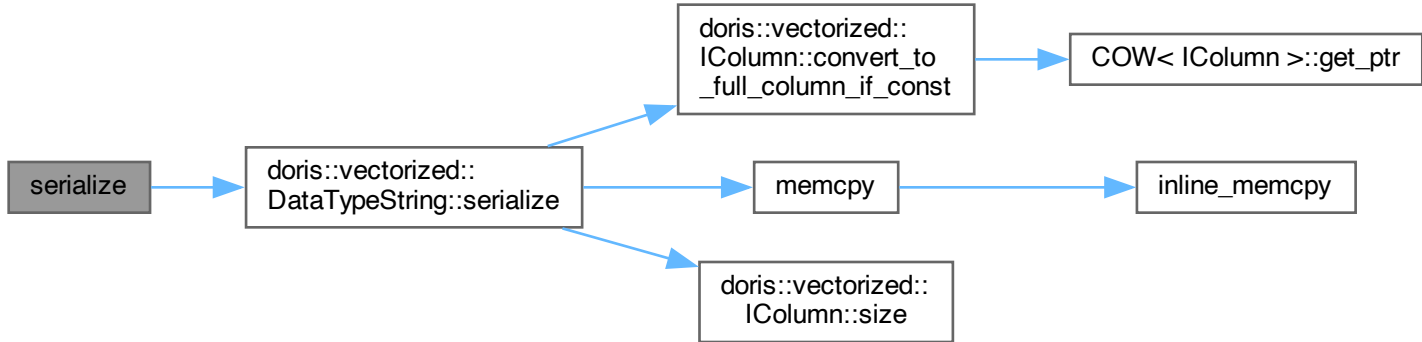 serialize
doris::vectorized::
DataTypeString::serialize
doris::vectorized::
IColumn::convert_to
_full_column_if_const
COW< IColumn >::get_ptr
memcpy
inline_memcpy
doris::vectorized::
IColumn::size